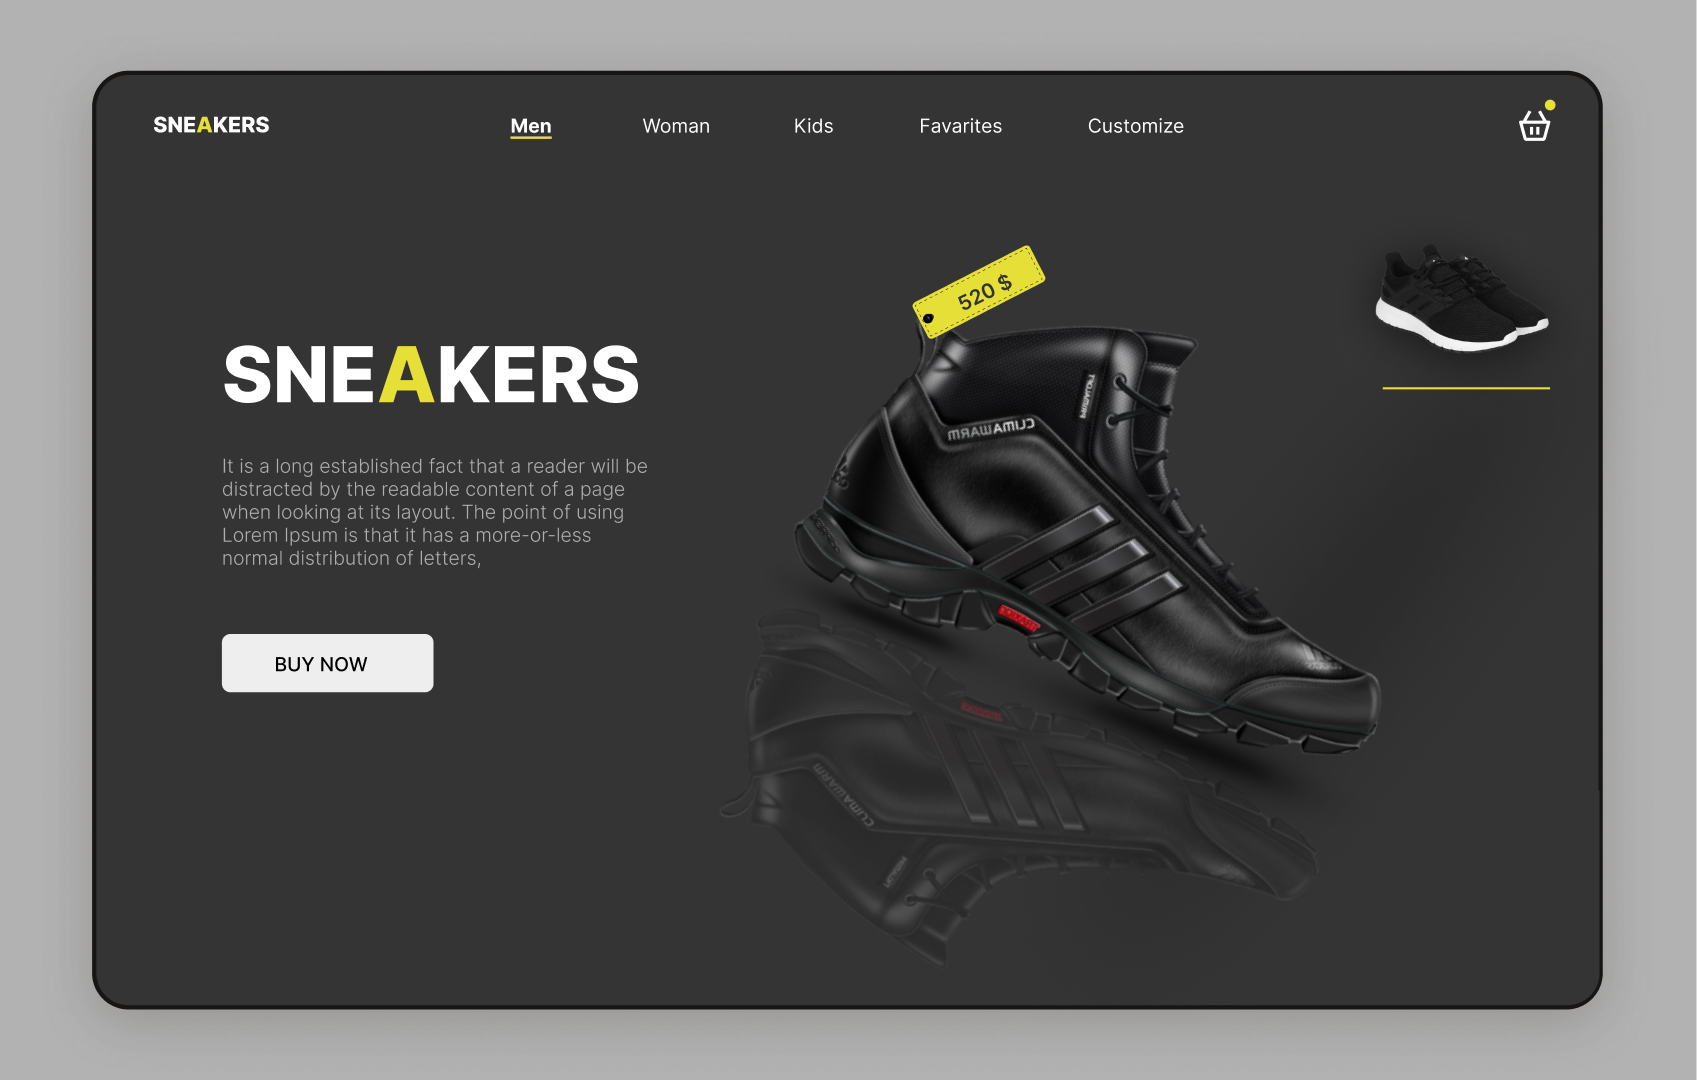 SNEAKERS
Men
Woman
Kids
Favarites
Customize
520 $
SNEAKERS
CLIMAWARM
PRIMALOFT
It is a long established fact that a reader will be
distracted by the readable content of a page
when looking at its layout. The point of using
Lorem Ipsum is that it has a more-or-less
normal distribution of letters,
BUY NOW
CLIMAWARM